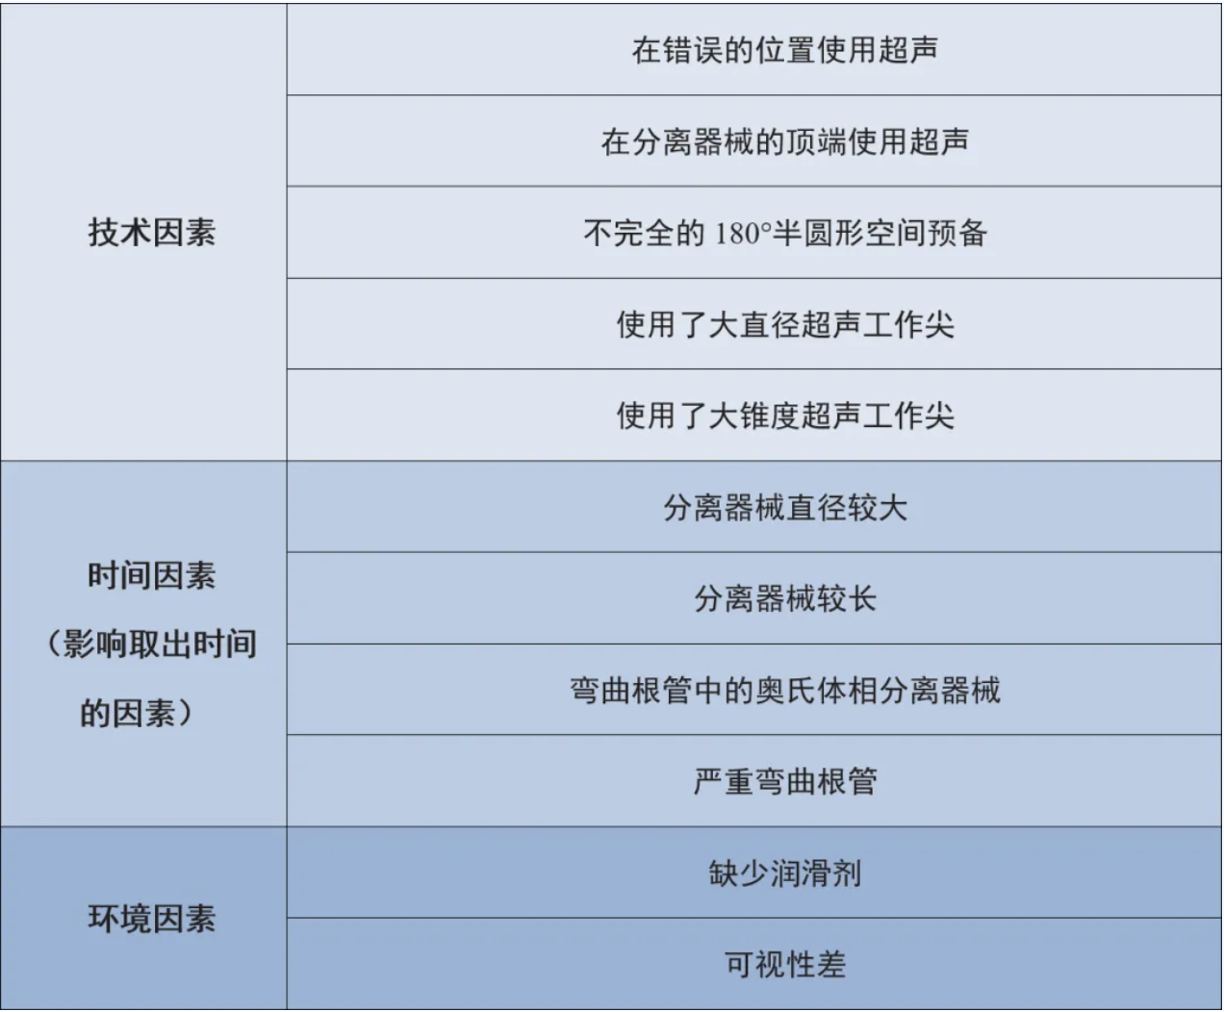 技术因素
在错误的位置使用超声
在分离器械的顶端使用超声
不完全的 180°半圆形空间预备
使用了大直径超声工作尖
使用了大锥度超声工作尖
时间因素
（影响取出时间
的因素）
分离器械直径较大
分离器械较长
弯曲根管中的奥氏体相分离器械
严重弯曲根管
环境因素
缺少润滑剂
可视性差